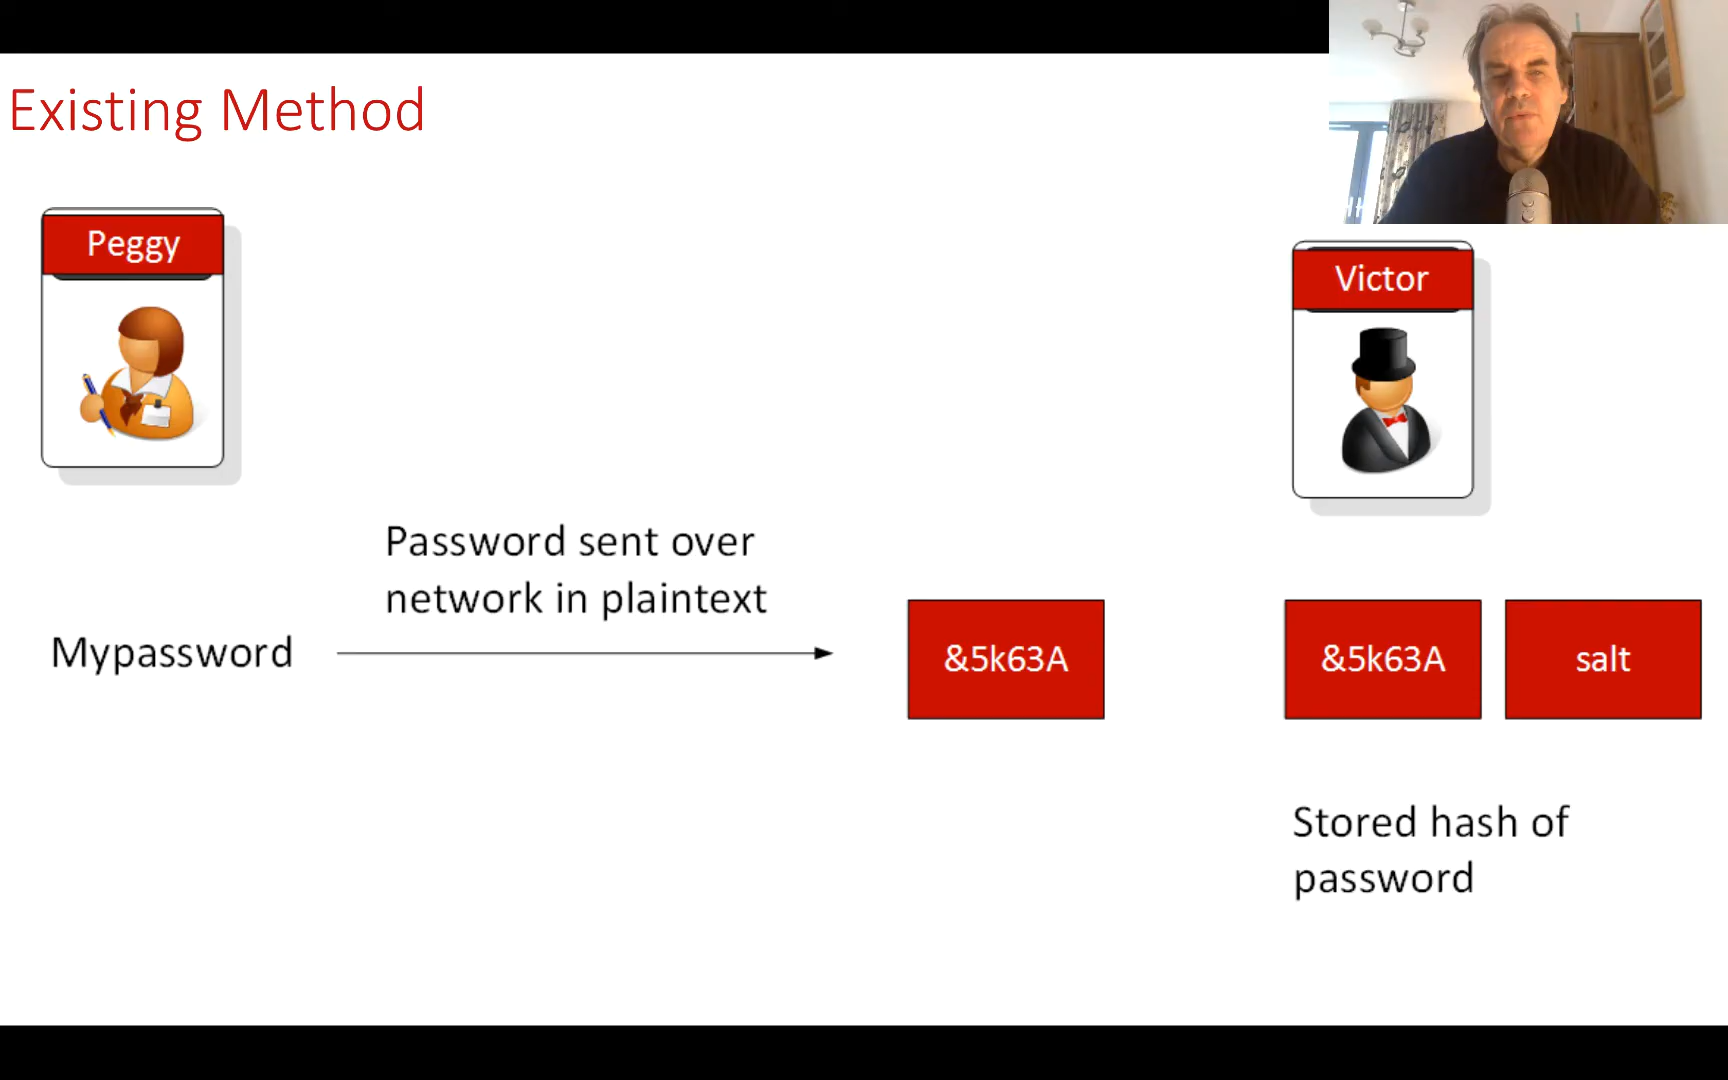 Existing Method
Peggy
Victor
Password sent over
network in plaintext
Mypassword
&5k63A
&5k63A
salt
Stored hash of
password